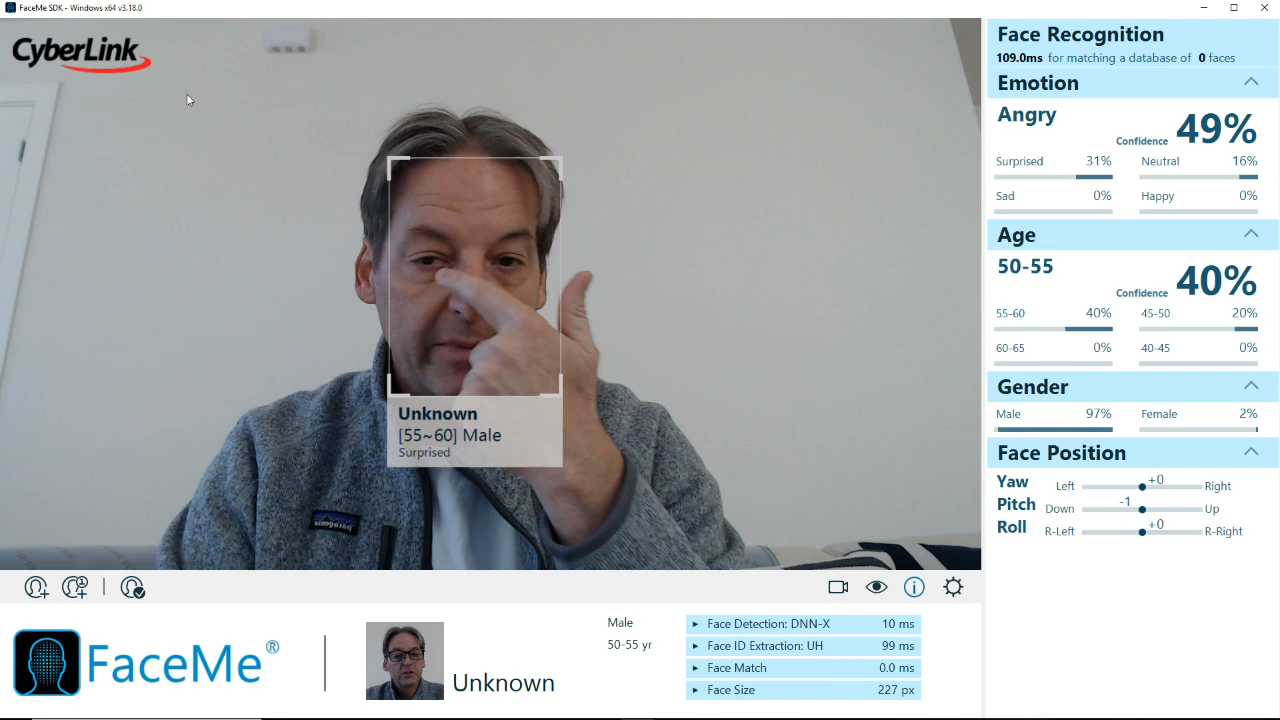 FaceMe SDK - Windows x64 v3.18.0
CyberLink
Unknown
[55~60] Male
Surprised
patagonia
Face Recognition
109.0ms for matching a database of 0 faces
Emotion
Angry
Confidence 49%
Surprised 31% Neutral 16%
Sad 0% Happy 0%
Age
50-55
Confidence 40%
55-60 40% 45-50 20%
60-65 0% 40-45 0%
Gender
Male 97% Female 2%
Face Position
Yaw Left +0 Right
Pitch Down -1 Up
Roll R-Left +0 R-Right
FaceMe®
Unknown
Male
50-55 yr
Face Detection: DNN-X 10 ms
Face ID Extraction: UH 99 ms
Face Match 0.0 ms
Face Size 227 px